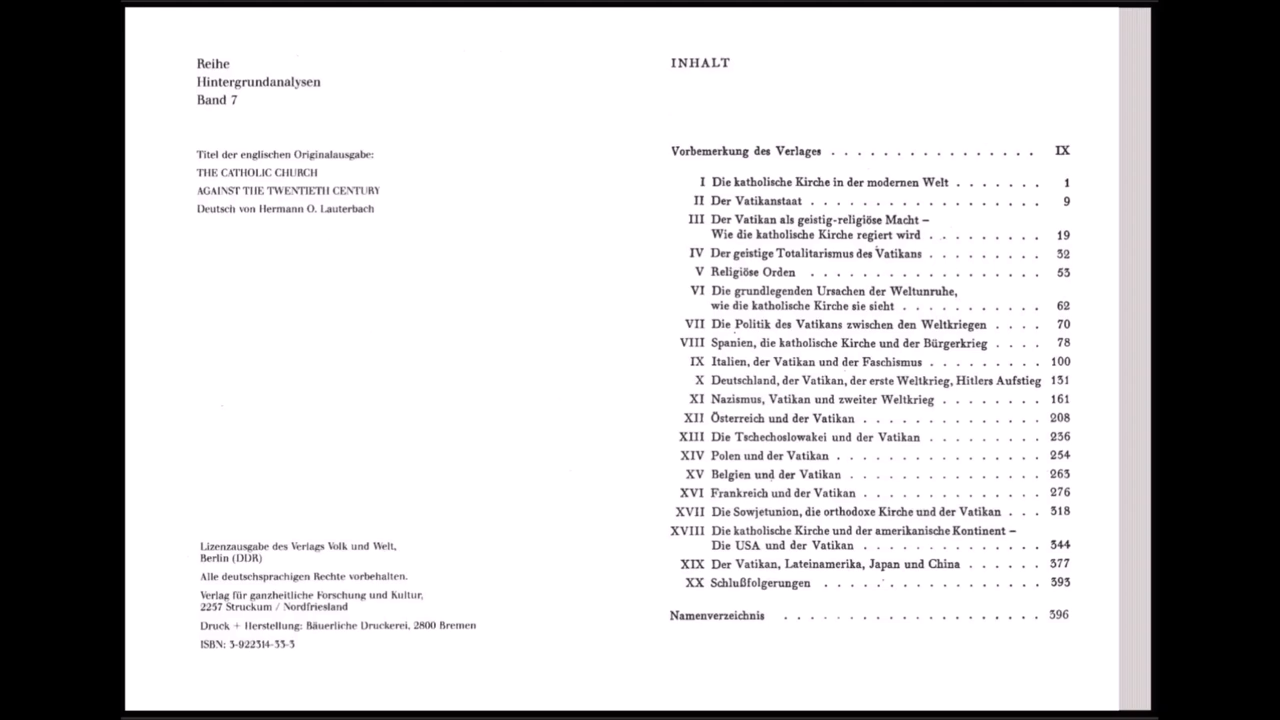 Reihe
Hintergrundanalysen
Band 7
Titel der englischen Originalausgabe:
THE CATHOLIC CHURCH
AGAINST THE TWENTIETH CENTURY
Deutsch von Hermann O. Lauterbach
Lizenzausgabe des Verlags Volk und Welt,
Berlin (DDR)
Alle deutschsprachigen Rechte vorbehalten.
Verlag für ganzheitliche Forschung und Kultur,
2257 Struckum / Nordfriesland
Druck + Herstellung: Bäuerliche Druckerei, 2800 Bremen
ISBN: 3-922314-33-3
INHALT
Vorbemerkung des Verlages . . . . . . . . . . . . . . . . IX
I Die katholische Kirche in der modernen Welt . . . . . . . 1
II Der Vatikanstaat . . . . . . . . . . . . . . . . . . 9
III Der Vatikan als geistig-religiöse Macht –
Wie die katholische Kirche regiert wird . . . . . . . . . 19
IV Der geistige Totalitarismus des Vatikans . . . . . . . . . 32
V Religiöse Orden . . . . . . . . . . . . . . . . . . 53
VI Die grundlegenden Ursachen der Weltunruhe,
wie die katholische Kirche sie sieht . . . . . . . . . . . 62
VII Die Politik des Vatikans zwischen den Weltkriegen . . . . 70
VIII Spanien, die katholische Kirche und der Bürgerkrieg . . . . 78
IX Italien, der Vatikan und der Faschismus . . . . . . . . . 100
X Deutschland, der Vatikan, der erste Weltkrieg, Hitlers Aufstieg 131
XI Nazismus, Vatikan und zweiter Weltkrieg . . . . . . . . 161
XII Österreich und der Vatikan . . . . . . . . . . . . . . 208
XIII Die Tschechoslowakei und der Vatikan . . . . . . . . . 236
XIV Polen und der Vatikan . . . . . . . . . . . . . . . . 254
XV Belgien und der Vatikan . . . . . . . . . . . . . . . 263
XVI Frankreich und der Vatikan . . . . . . . . . . . . . . 276
XVII Die Sowjetunion, die orthodoxe Kirche und der Vatikan . . . 318
XVIII Die katholische Kirche und der amerikanische Kontinent –
Die USA und der Vatikan . . . . . . . . . . . . . . 344
XIX Der Vatikan, Lateinamerika, Japan und China . . . . . . 377
XX Schlußfolgerungen . . . . . . . . . . . . . . . . . 393
Namenverzeichnis . . . . . . . . . . . . . . . . . . . . 396